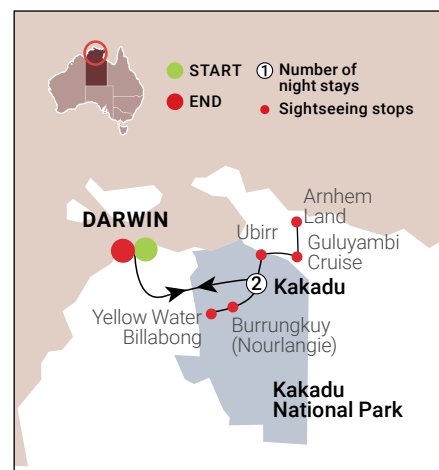 START
END
1 Number of
night stays
Sightseeing stops
Arnhem
Land
DARWIN
Ubirr
Guluyambi
Cruise
2 Kakadu
Yellow Water
Billabong
Burrungkuy
(Nourlangie)
Kakadu
National Park